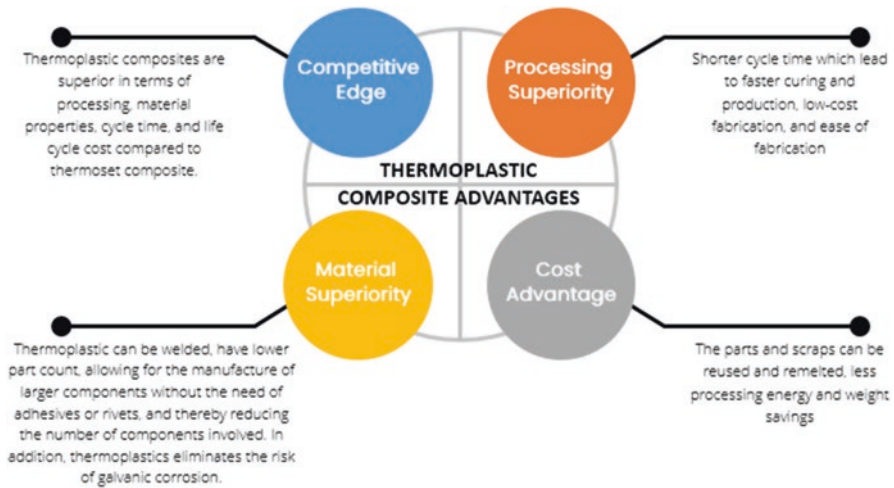 Competitive
Edge
Thermoplastic composites are
superior in terms of
processing, material
properties, cycle time, and life
cycle cost compared to
thermoset composite.
Processing
Superiority
Shorter cycle time which lead
to faster curing and
production, low-cost
fabrication, and ease of
fabrication
THERMOPLASTIC
COMPOSITE ADVANTAGES
Material
Superiority
Thermoplastic can be welded, have lower
part count, allowing for the manufacture of
larger components without the need of
adhesives or rivets, and thereby reducing
the number of components involved. In
addition, thermoplastics eliminates the risk
of galvanic corrosion.
Cost
Advantage
The parts and scraps can be
reused and remelted, less
processing energy and weight
savings